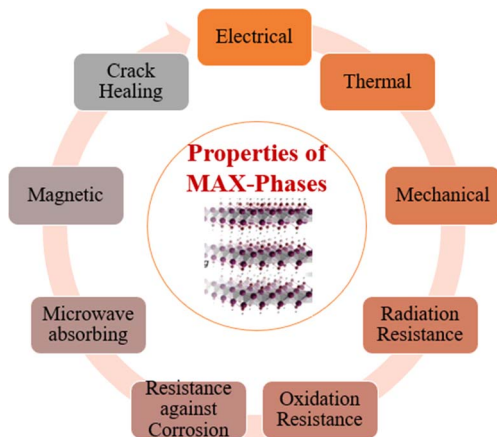 Electrical
Thermal
Mechanical
Radiation
Resistance
Oxidation
Resistance
Resistance
against
Corrosion
Microwave
absorbing
Magnetic
Crack
Healing
Properties of
MAX-Phases